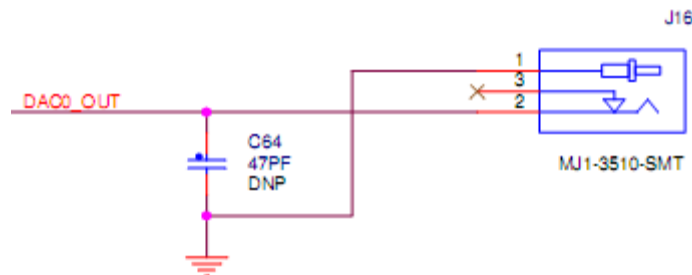 J16
1
3
2
DAC0_OUT
C64
47PF
DNP
MJ1-3510-SMT